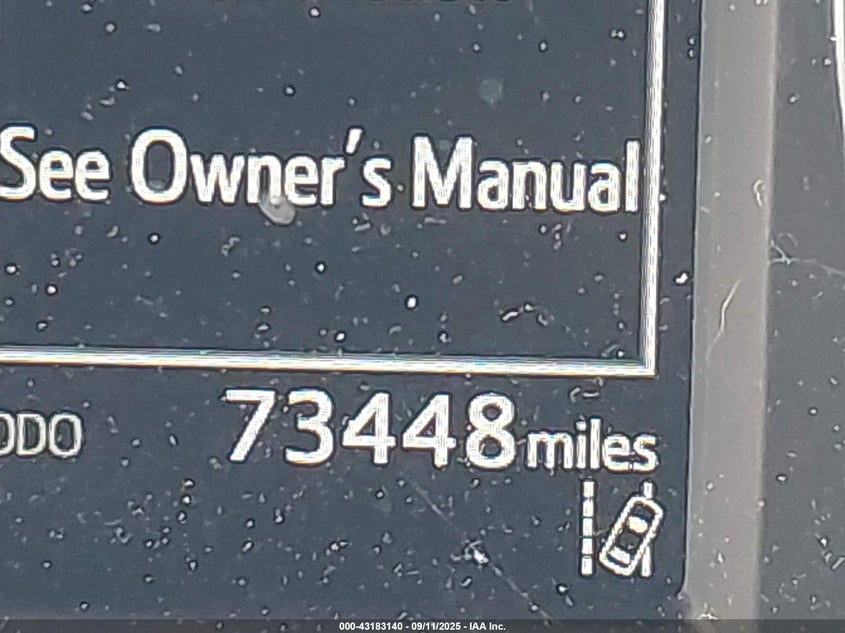 See Owner's Manual
ODO 73448 miles
000-43183140 - 09/11/2025 - IAA Inc.